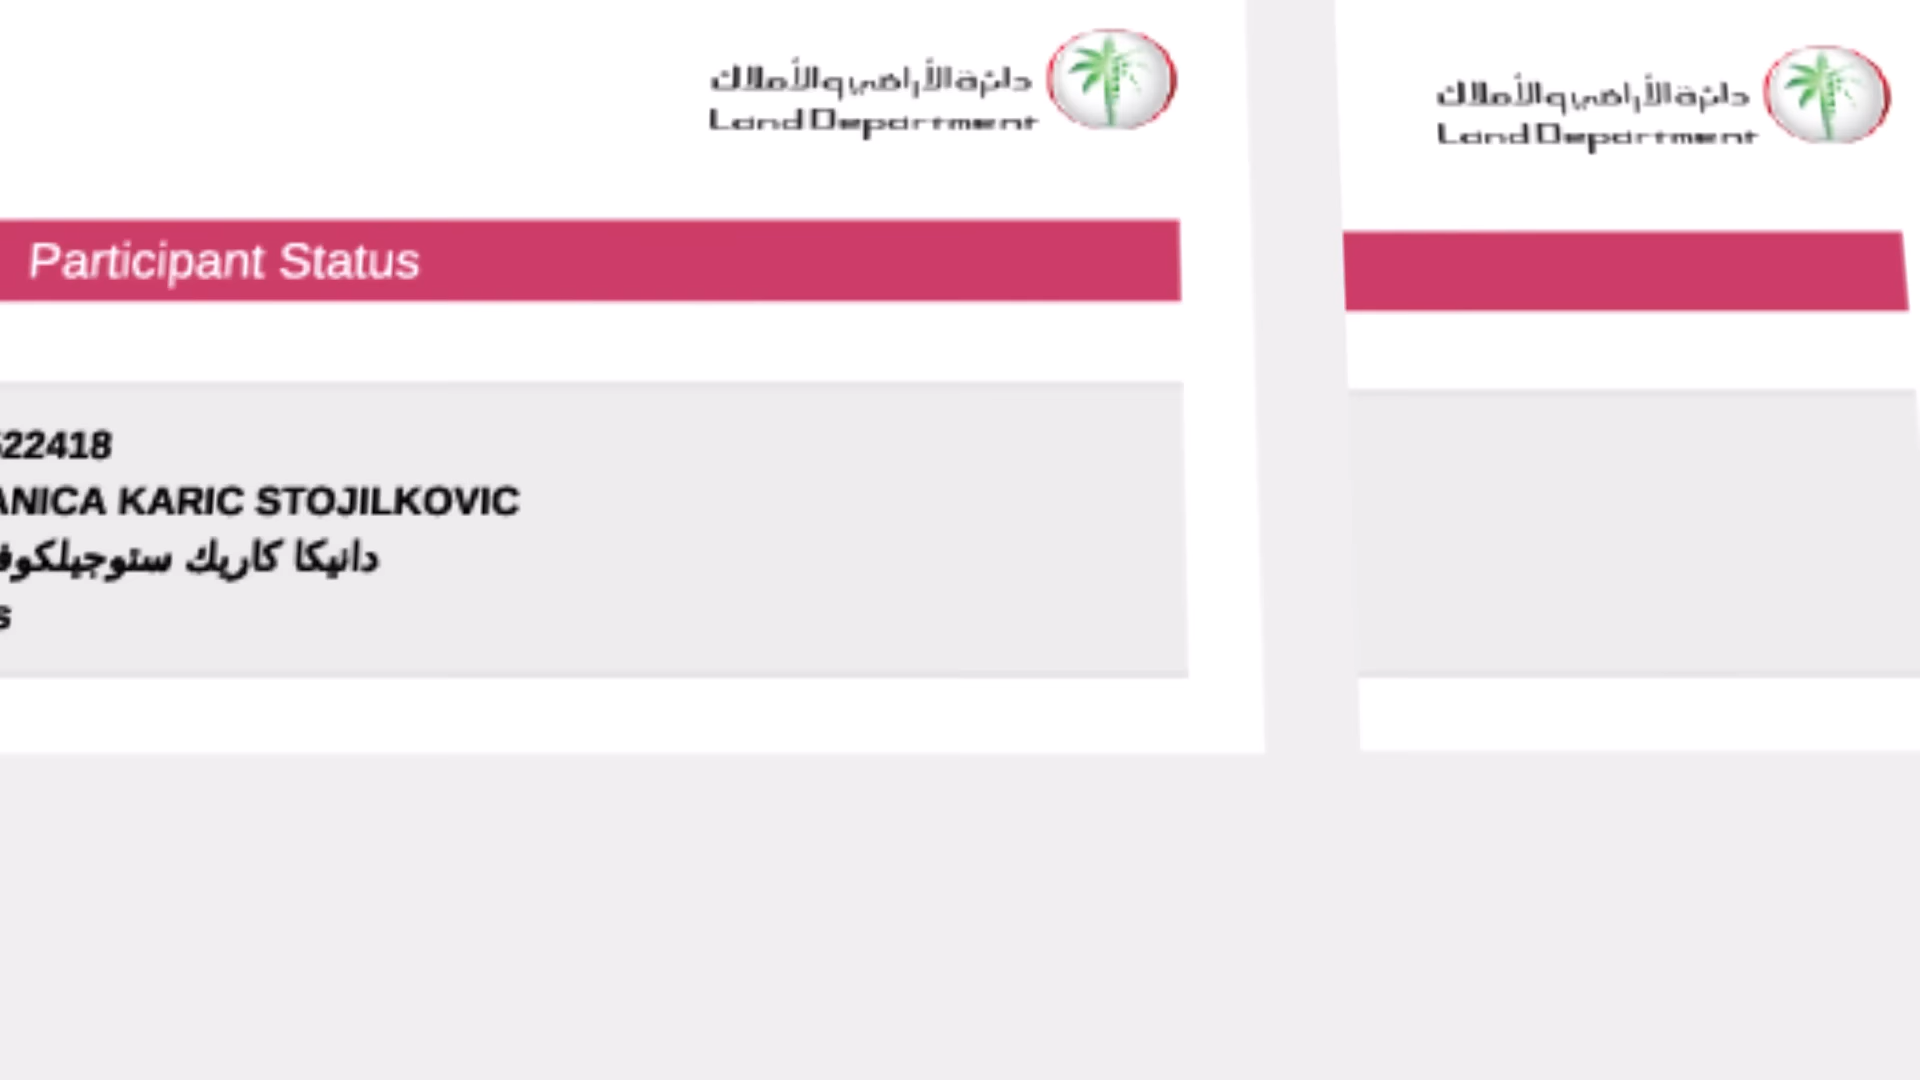 دائرة الأراضي والأملاك
Land Department
دائرة الأراضي والأملاك
Land Department
Participant Status
22418
ANICA KARIC STOJILKOVIC
دانيكا كاريك ستوجيلكوف
s